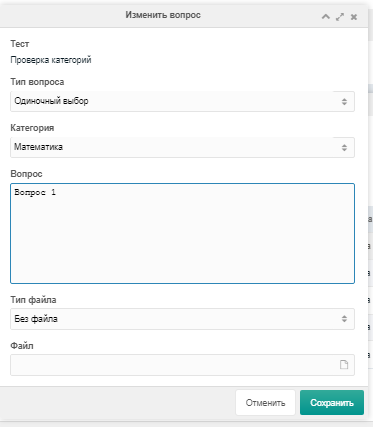 Изменить вопрос
Тест
Проверка категорий
Тип вопроса
Одиночный выбор
Категория
Математика
Вопрос
Вопрос 1
Тип файла
Без файла
Файл
Отменить
Сохранить